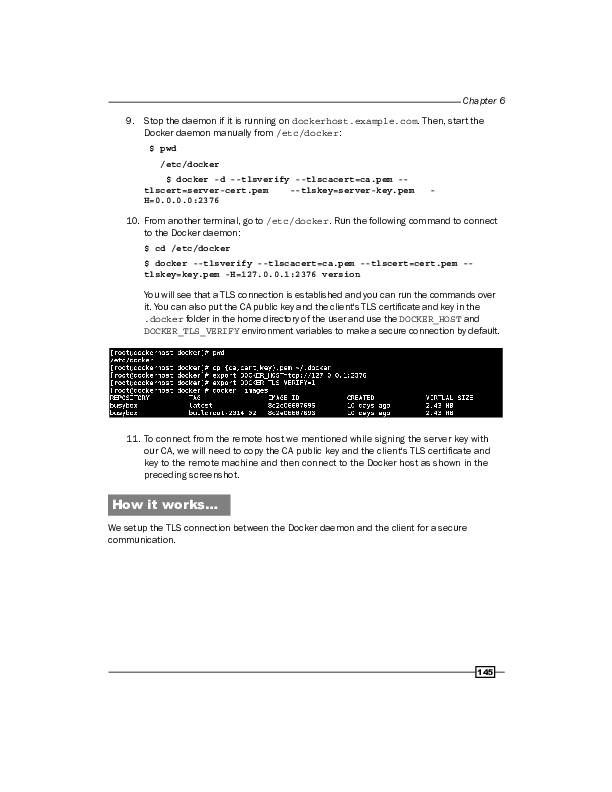 Chapter 6
9. Stop the daemon if it is running on dockerhost.example.com. Then, start the
Docker daemon manually from /etc/docker:
$ pwd
/etc/docker
$ docker -d --tlsverify --tlscacert=ca.pem --
tlscert=server-cert.pem --tlskey=server-key.pem -
H=0.0.0.0:2376
10. From another terminal, go to /etc/docker. Run the following command to connect
to the Docker daemon:
$ cd /etc/docker
$ docker --tlsverify --tlscacert=ca.pem --tlscert=cert.pem --
tlskey=key.pem -H=127.0.0.1:2376 version
You will see that a TLS connection is established and you can run the commands over
it. You can also put the CA public key and the client's TLS certificate and key in the
.docker folder in the home directory of the user and use the DOCKER_HOST and
DOCKER_TLS_VERIFY environment variables to make a secure connection by default.
[root@dockerhost docker]# pwd
/etc/docker
[root@dockerhost docker]# cp {ca,cert,key}.pem ~/.docker
[root@dockerhost docker]# export DOCKER_HOST=tcp://127.0.0.1:2376
[root@dockerhost docker]# export DOCKER_TLS_VERIFY=1
[root@dockerhost docker]# docker images
REPOSITORY TAG IMAGE ID CREATED VIRTUAL SIZE
busybox latest 10 days ago 2.43 MB
busybox buildroot-2014.02 10 days ago 2.43 MB
11. To connect from the remote host we mentioned while signing the server key with
our CA, we will need to copy the CA public key and the client's TLS certificate and
key to the remote machine and then connect to the Docker host as shown in the
preceding screenshot.
How it works...
We setup the TLS connection between the Docker daemon and the client for a secure
communication.
145